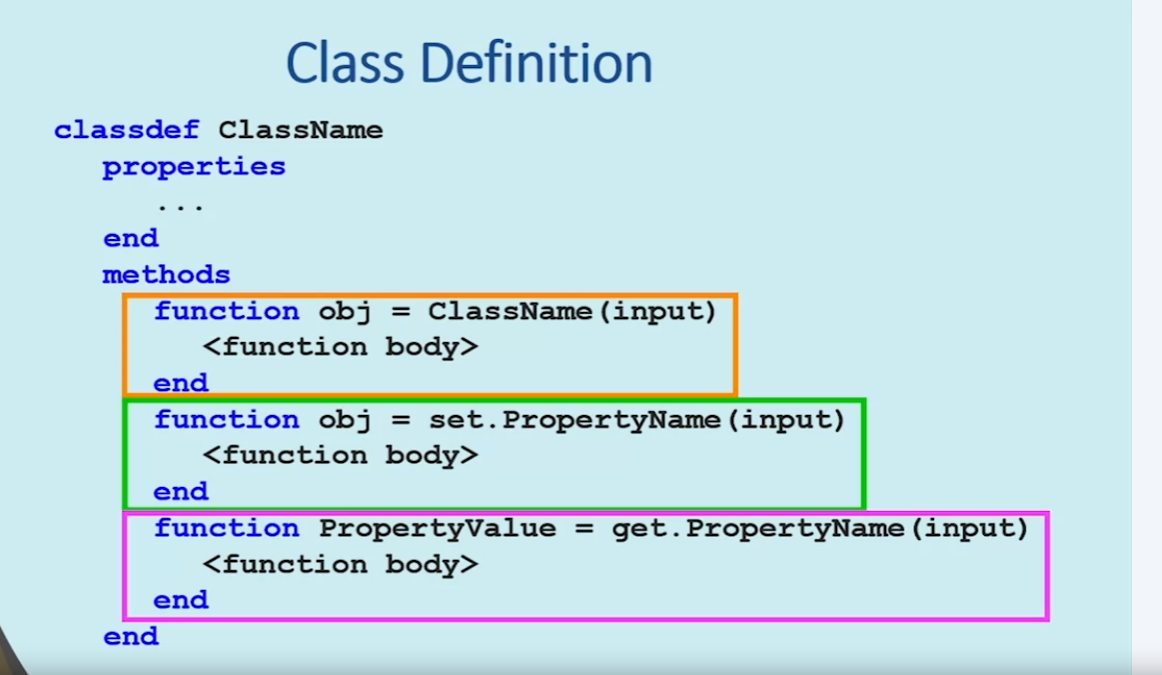 Class Definition
classdef ClassName
properties
...
end
methods
function obj = ClassName(input)
<function body>
end
function obj = set.PropertyName(input)
<function body>
end
function PropertyValue = get.PropertyName(input)
<function body>
end
end